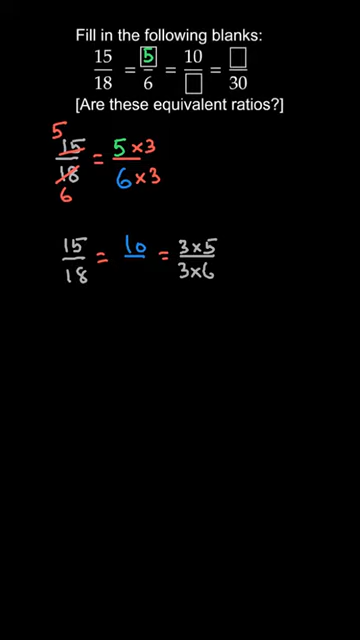 Fill in the following blanks:
15/18 = 5/6 = 10/□ = □/30
[Are these equivalent ratios?]
5
15/18 = 5×3/6×3
6
15/18 = 10/ = 3×5/3×6